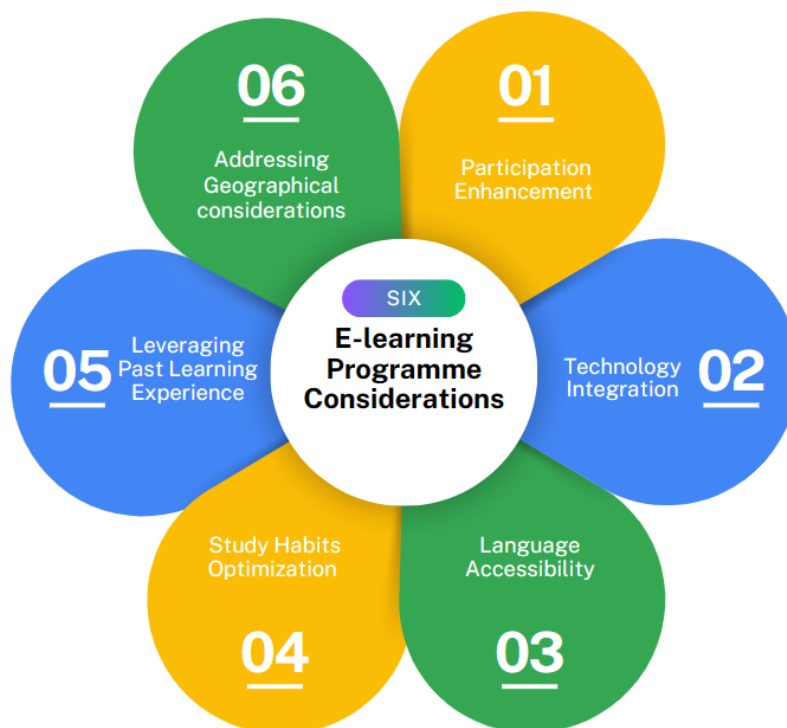 SIX
E-learning
Programme
Considerations
01
Participation
Enhancement
02
Technology
Integration
03
Language
Accessibility
04
Study Habits
Optimization
05
Leveraging
Past Learning
Experience
06
Addressing
Geographical
considerations